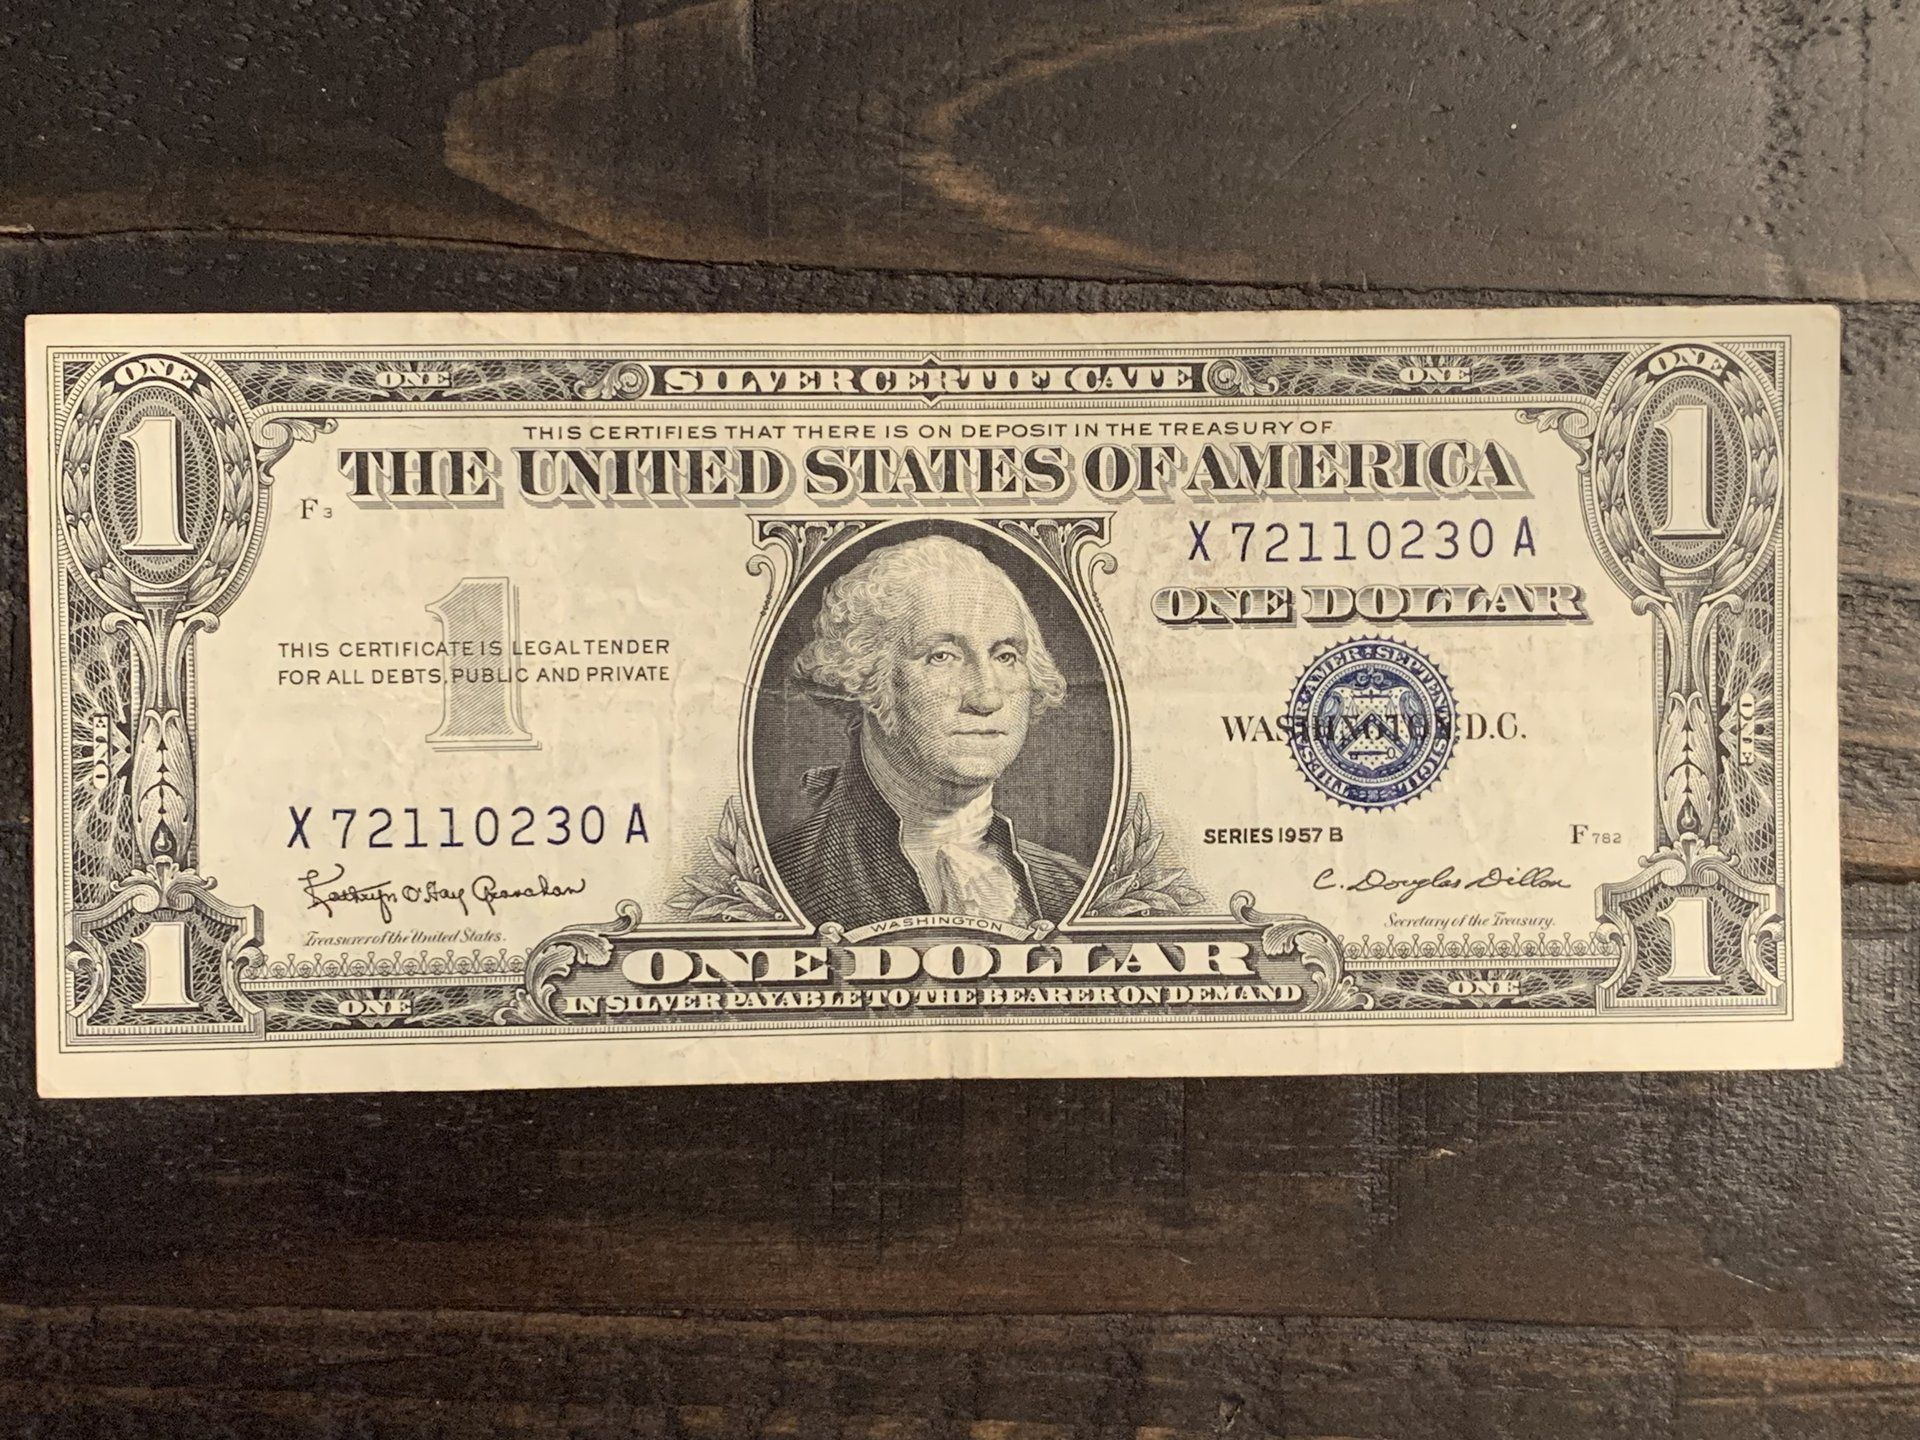 ONE ONE SILVER CERTIFICATE ONE ONE
1 1
THIS CERTIFIES THAT THERE IS ON DEPOSIT IN THE TREASURY OF
THE UNITED STATES OF AMERICA
F 3
X 72110230 A
ONE DOLLAR
1
THIS CERTIFICATE IS LEGAL TENDER
FOR ALL DEBTS, PUBLIC AND PRIVATE
WASHINGTON, D.C.
ONE ONE
X 72110230 A
SERIES 1957 B
F 782
Kathryn O'Hay Granahan
C. Douglas Dillon
Treasurer of the United States.
Secretary of the Treasury.
WASHINGTON
1 1
ONE DOLLAR
ONE ONE
IN SILVER PAYABLE TO THE BEARER ON DEMAND